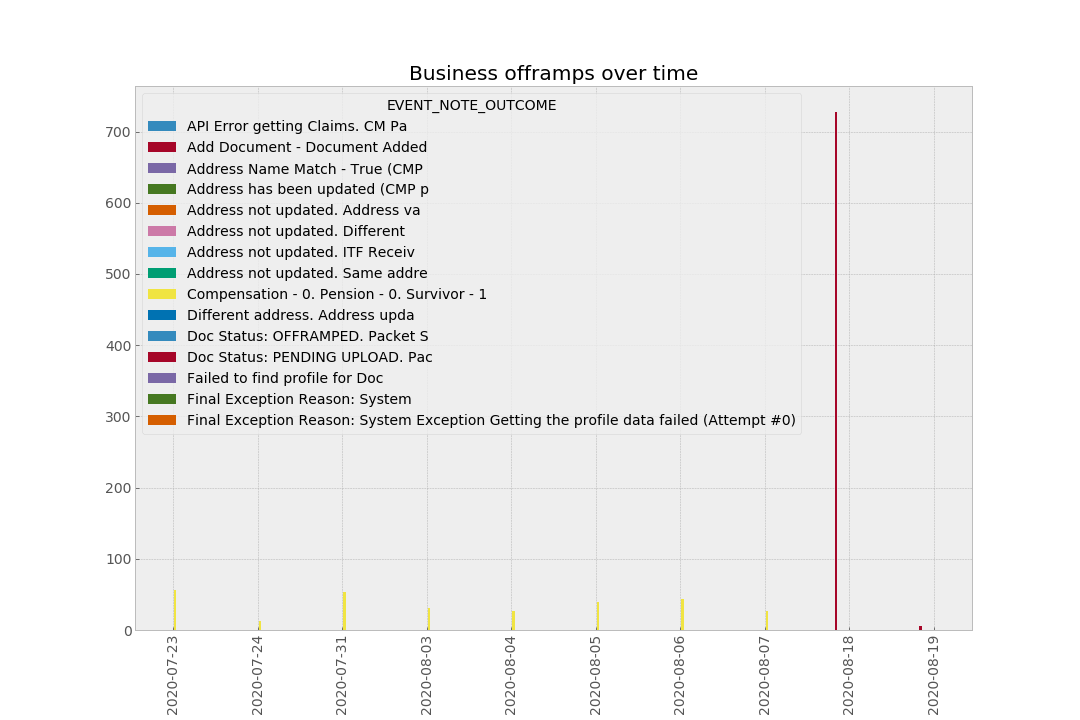 Business offramps over time
EVENT_NOTE_OUTCOME
API Error getting Claims. CM Pa
Add Document - Document Added
Address Name Match - True (CMP
Address has been updated (CMP p
Address not updated. Address va
Address not updated. Different
Address not updated. ITF Receiv
Address not updated. Same addre
Compensation - 0. Pension - 0. Survivor - 1
Different address. Address upda
Doc Status: OFFRAMPED. Packet S
Doc Status: PENDING UPLOAD. Pac
Failed to find profile for Doc
Final Exception Reason: System
Final Exception Reason: System Exception Getting the profile data failed (Attempt #0)
700
600
500
400
300
200
100
0
2020-07-23
2020-07-24
2020-07-31
2020-08-03
2020-08-04
2020-08-05
2020-08-06
2020-08-07
2020-08-18
2020-08-19